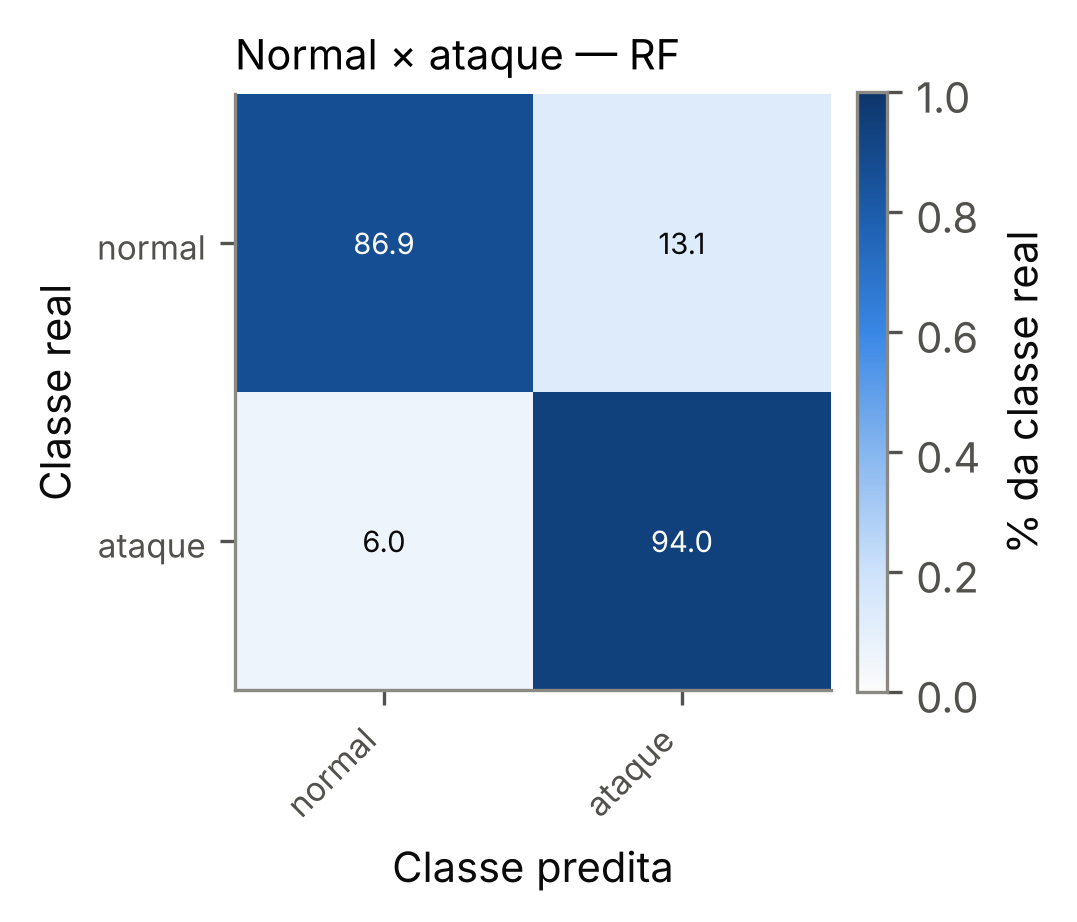 Normal × ataque — RF
Classe real
normal
86.9
13.1
ataque
6.0
94.0
normal
ataque
Classe predita
1.0
0.8
0.6
0.4
0.2
0.0
% da classe real